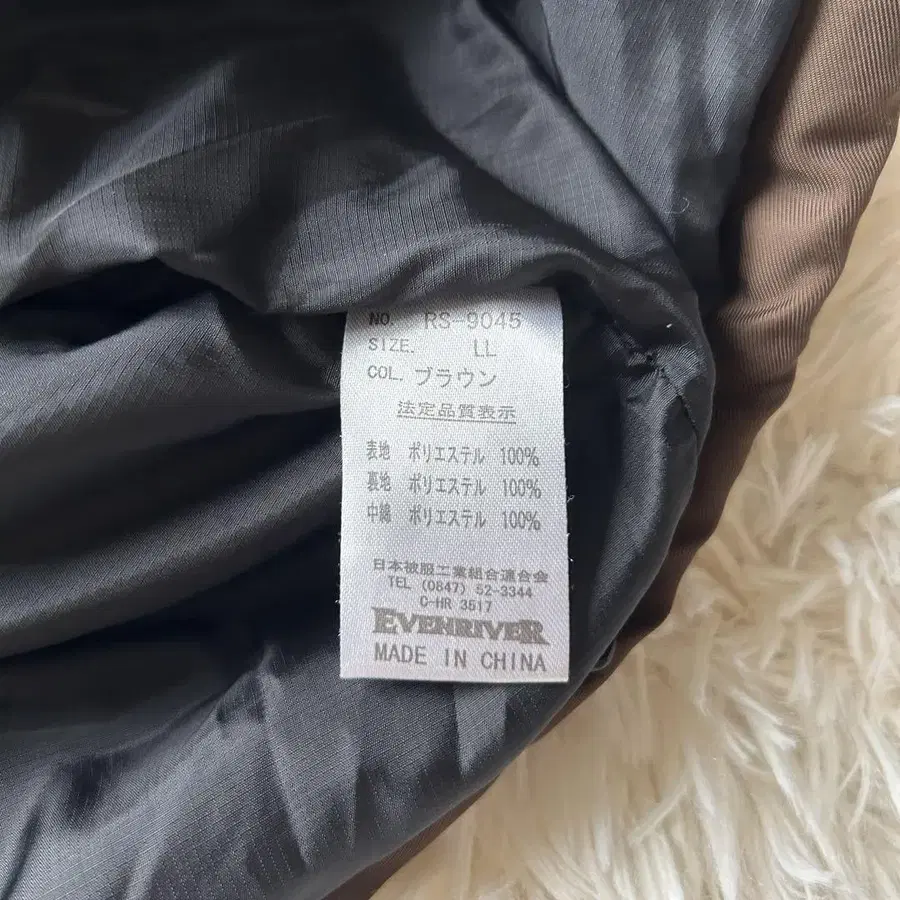 NO. RS-9045
SIZE. LL
COL. ブラウン
法定品質表示
表地 ポリエステル 100%
裏地 ポリエステル 100%
中綿 ポリエステル 100%
日本被服工業組合連合会
TEL (0847) 52-3344
C-HR 3517
EVENRIVER
MADE IN CHINA